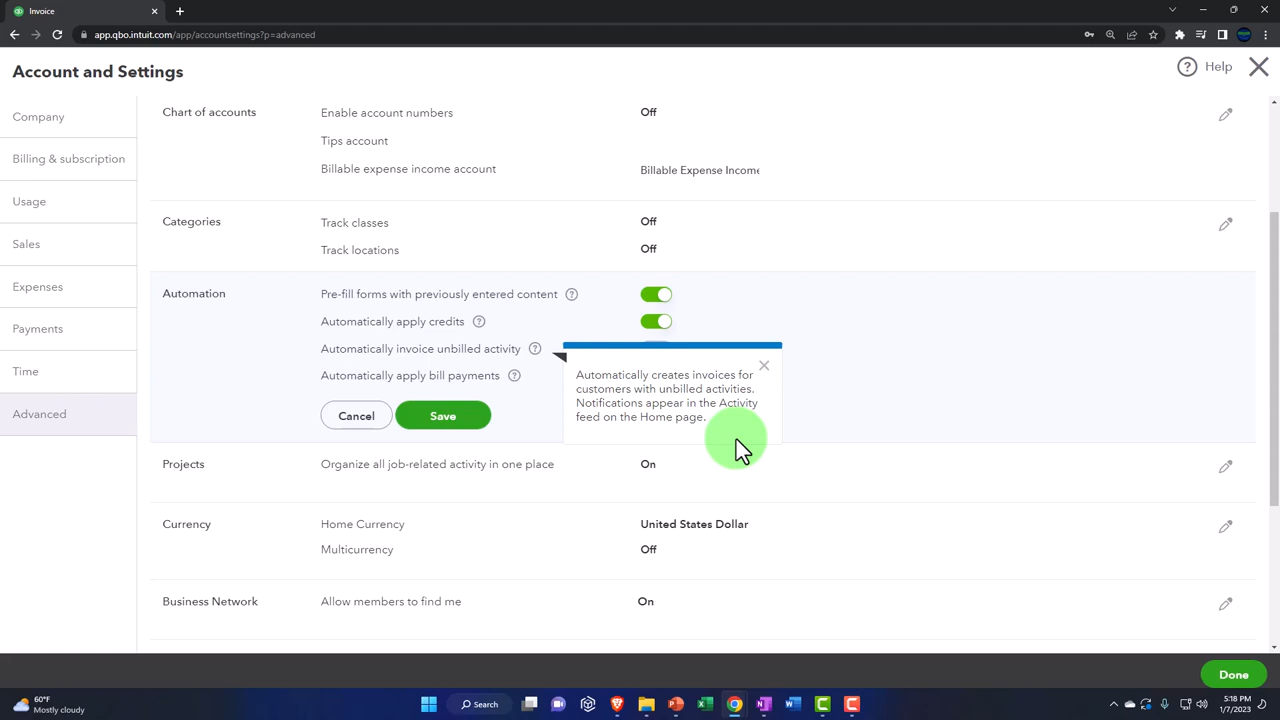 Invoice
app.qbo.intuit.com/app/accountsettings?p=advanced
Account and Settings
? Help
Company
Billing & subscription
Usage
Sales
Expenses
Payments
Time
Advanced
Chart of accounts
Enable account numbers
Off
Tips account
Billable expense income account
Billable Expense Income
Categories
Track classes
Off
Track locations
Off
Automation
Pre-fill forms with previously entered content ?
Automatically apply credits ?
Automatically invoice unbilled activity ?
Automatically apply bill payments ?
Automatically creates invoices for
customers with unbilled activities.
Notifications appear in the Activity
feed on the Home page.
Cancel
Save
Projects
Organize all job-related activity in one place
On
Currency
Home Currency
United States Dollar
Multicurrency
Off
Business Network
Allow members to find me
On
Done
60°F
Mostly cloudy
Search
5:18 PM
1/7/2023